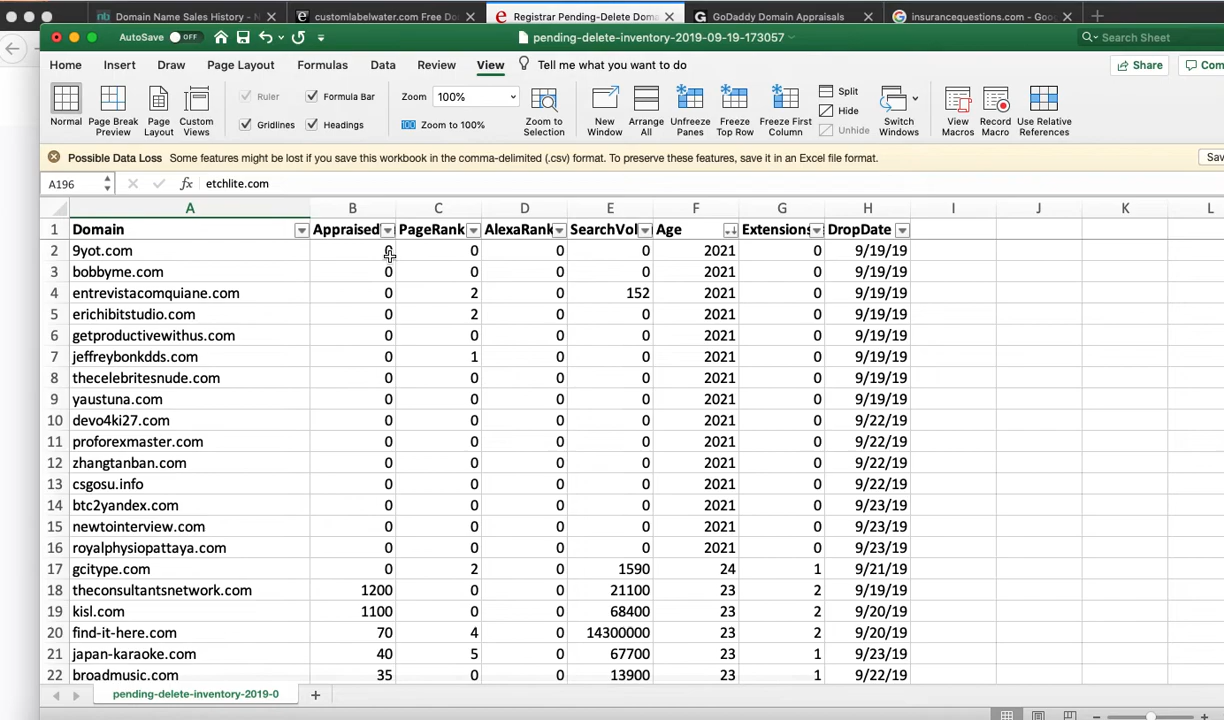 Domain Name Sales History - N
customlabelwater.com Free Do
Registrar Pending-Delete Doma
GoDaddy Domain Appraisals
insurancequestions.com - Goo
AutoSave OFF
pending-delete-inventory-2019-09-19-173057
Search Sheet
Home Insert Draw Page Layout Formulas Data Review View Tell me what you want to do Share Com
Normal Page Break Preview Page Layout Custom Views
Ruler Formula Bar
Gridlines Headings
Zoom 100%
Zoom to 100%
Zoom to Selection
New Window Arrange All Unfreeze Panes Freeze Top Row Freeze First Column
Split
Hide
Unhide
Switch Windows View Macros Record Macro Use Relative References
Possible Data Loss Some features might be lost if you save this workbook in the comma-delimited (.csv) format. To preserve these features, save it in an Excel file format. Sav
A196 fx etchlite.com
A B C D E F G H I J K L
1 Domain Appraised PageRank AlexaRank SearchVol Age Extensions DropDate
2 9yot.com 0 0 0 0 2021 0 9/19/19
3 bobbyme.com 0 0 0 0 2021 0 9/19/19
4 entrevistacomquiane.com 0 2 0 152 2021 0 9/19/19
5 erichibitstudio.com 0 2 0 0 2021 0 9/19/19
6 getproductivewithus.com 0 0 0 0 2021 0 9/19/19
7 jeffreybonkdds.com 0 1 0 0 2021 0 9/19/19
8 thecelebritesnude.com 0 0 0 0 2021 0 9/19/19
9 yaustuna.com 0 0 0 0 2021 0 9/19/19
10 devo4ki27.com 0 0 0 0 2021 0 9/22/19
11 proforexmaster.com 0 0 0 0 2021 0 9/22/19
12 zhangtanban.com 0 0 0 0 2021 0 9/22/19
13 csgosu.info 0 0 0 0 2021 0 9/22/19
14 btc2yandex.com 0 0 0 0 2021 0 9/23/19
15 newtointerview.com 0 0 0 0 2021 0 9/23/19
16 royalphysiopattaya.com 0 0 0 0 2021 0 9/23/19
17 gcitype.com 0 2 0 1590 24 1 9/21/19
18 theconsultantsnetwork.com 1200 0 0 21100 23 2 9/19/19
19 kisl.com 1100 0 0 68400 23 2 9/20/19
20 find-it-here.com 70 4 0 14300000 23 2 9/20/19
21 japan-karaoke.com 40 5 0 67700 23 1 9/23/19
22 broadmusic.com 35 0 0 13900 23 1 9/22/19
pending-delete-inventory-2019-0